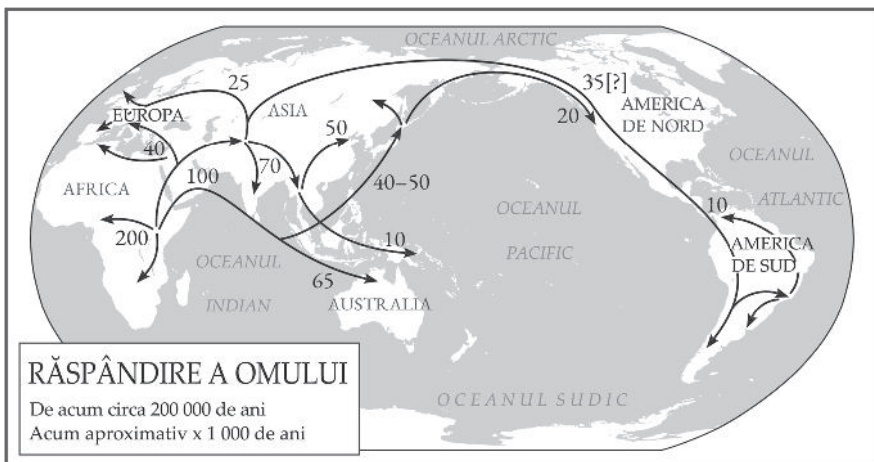 OCEANUL ARCTIC
25
35[?]
EUROPA
ASIA
AMERICA
DE NORD
50
20
40
OCEANUL
70
100
AFRICA
40–50
ATLANTIC
10
OCEANUL
200
10
AMERICA
DE SUD
OCEANUL
PACIFIC
65
INDIAN
AUSTRALIA
RĂSPÂNDIRE A OMULUI
De acum circa 200 000 de ani
Acum aproximativ x 1 000 de ani
OCEANUL SUDIC